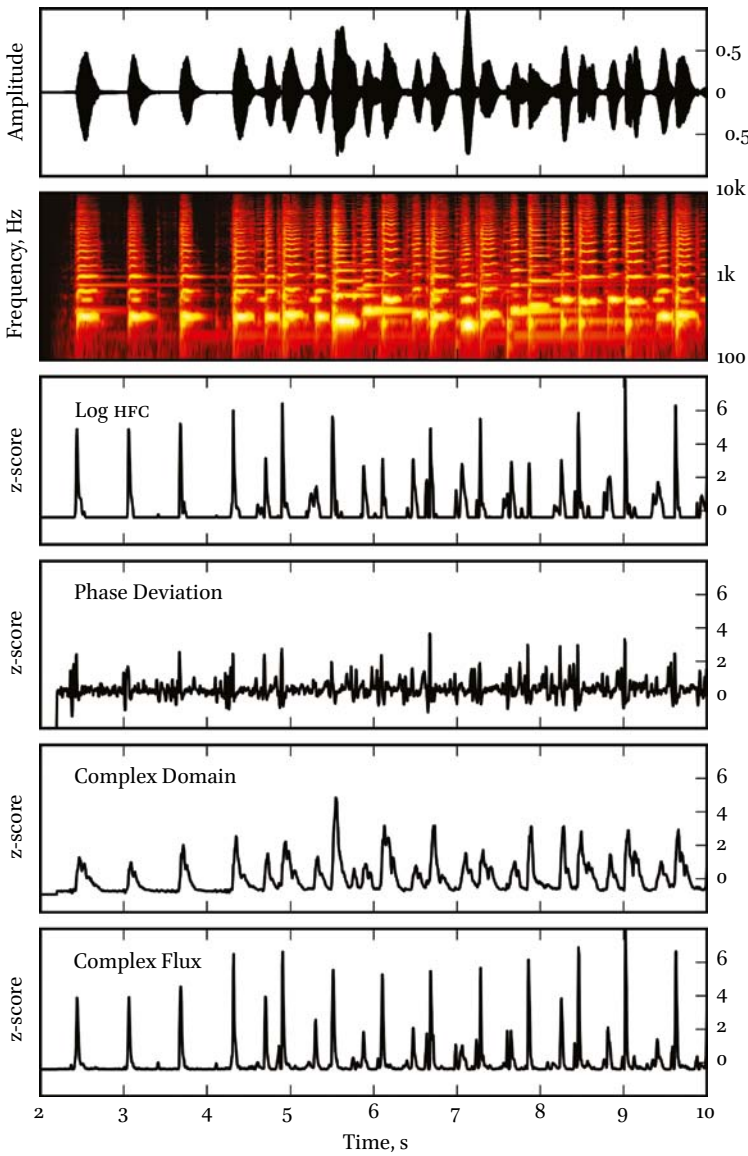 Amplitude
0.5
0
0.5
Frequency, Hz
10k
1k
100
z-score
Log HFC
6
4
2
0
z-score
Phase Deviation
6
4
2
0
z-score
Complex Domain
6
4
2
0
z-score
Complex Flux
6
4
2
0
2 3 4 5 6 7 8 9 10
Time, s